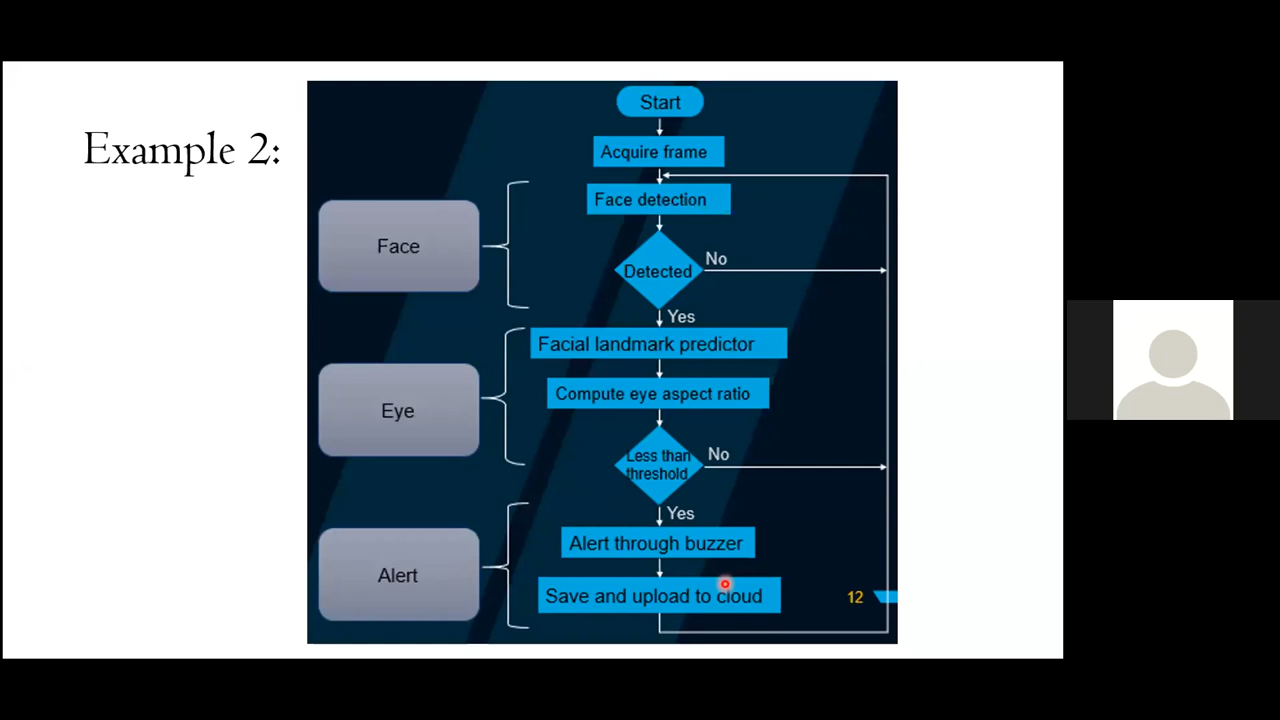 Example 2:
Start
Acquire frame
Face detection
Face
Detected
No
Yes
Facial landmark predictor
Compute eye aspect ratio
Eye
Less than
threshold
No
Yes
Alert through buzzer
Alert
Save and upload to cloud
12